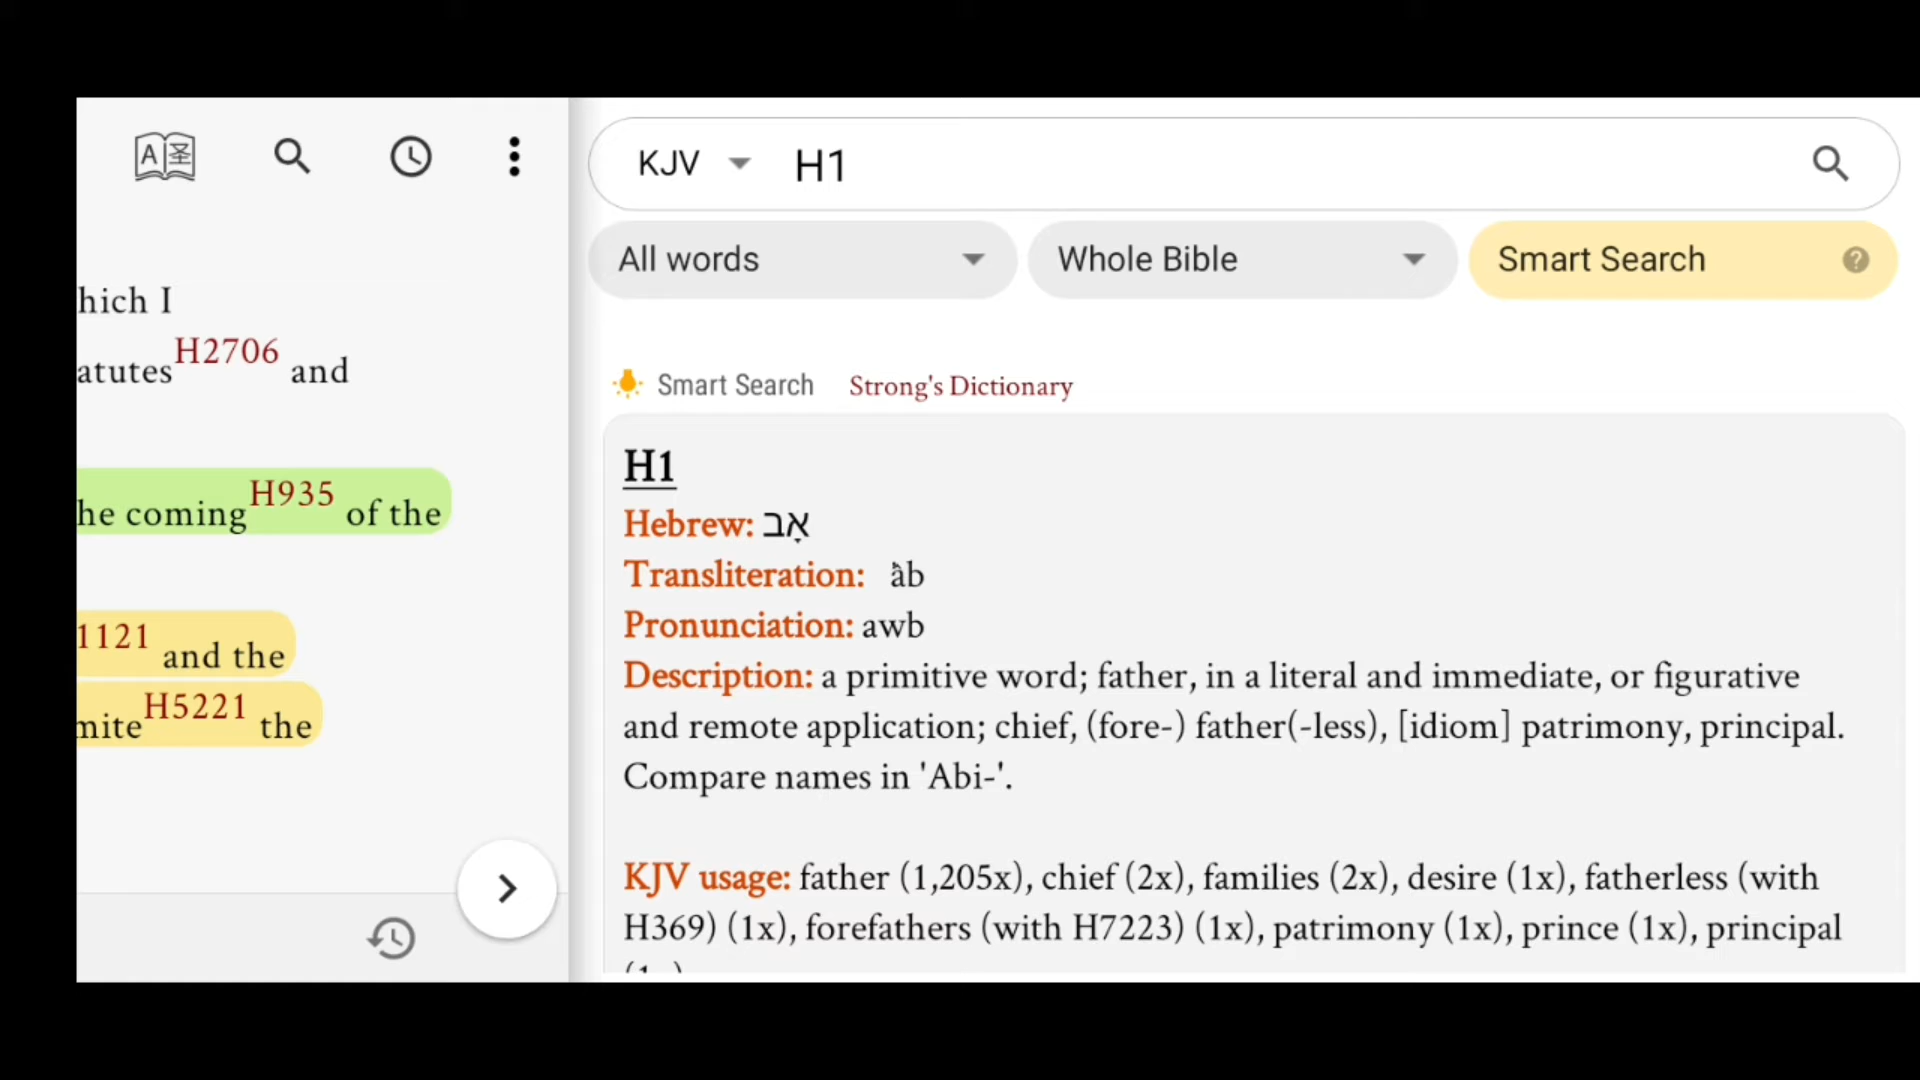 hich I
atutes H2706 and
he coming H935 of the
1121 and the
mite H5221 the
KJV H1
All words Whole Bible Smart Search ?
Smart Search Strong's Dictionary
H1
Hebrew: אָב
Transliteration: ʼâb
Pronunciation: awb
Description: a primitive word; father, in a literal and immediate, or figurative
and remote application; chief, (fore-) father(-less), [idiom] patrimony, principal.
Compare names in 'Abi-'.
KJV usage: father (1,205x), chief (2x), families (2x), desire (1x), fatherless (with
H369) (1x), forefathers (with H7223) (1x), patrimony (1x), prince (1x), principal